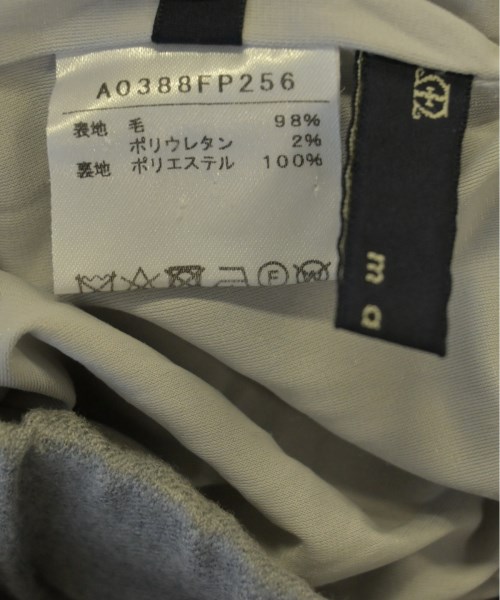 A0388FP256
表地 毛 98%
ポリウレタン 2%
裏地 ポリエステル 100%
F W
ma